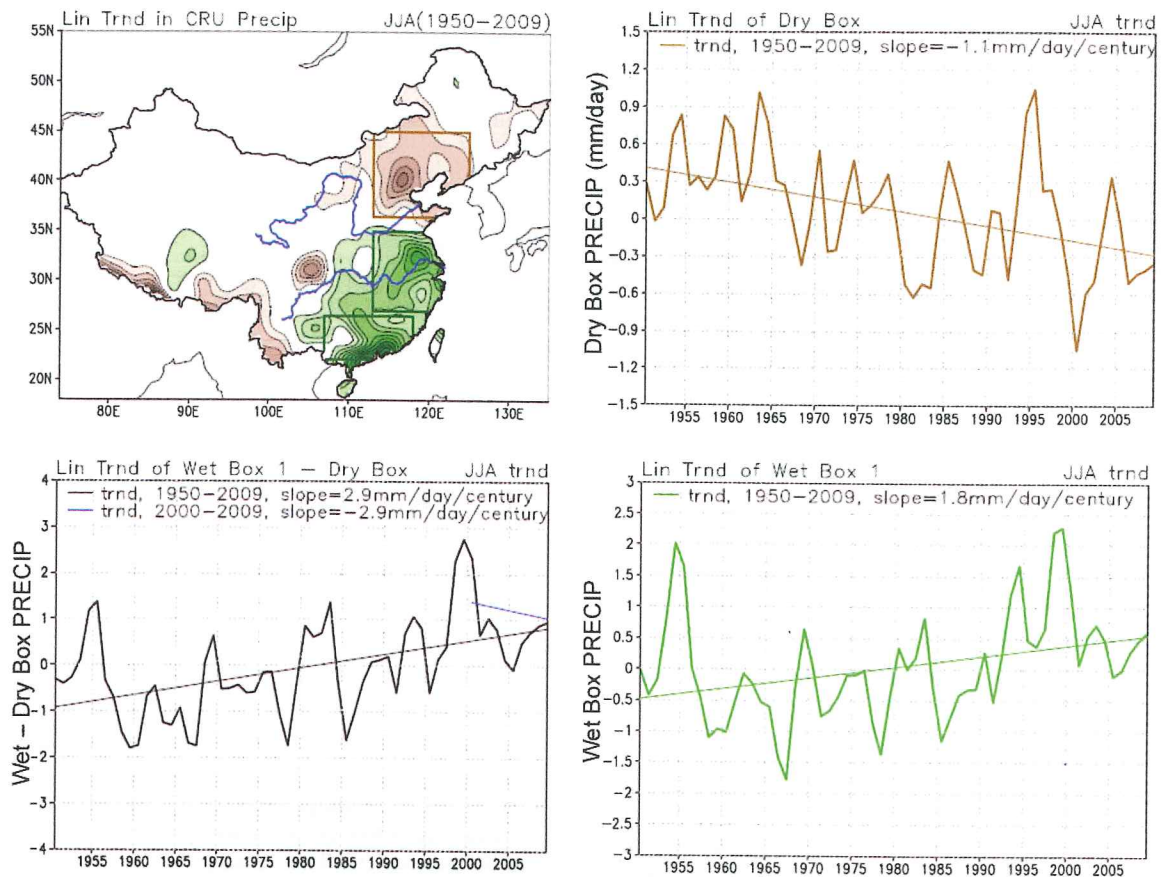 Lin Trnd in CRU Precip JJA(1950-2009)
55N
50N
45N
40N
35N
30N
25N
20N
80E 90E 100E 110E 120E 130E
Lin Trnd of Dry Box JJA trnd
trnd, 1950-2009, slope=-1.1mm/day/century
Dry Box PRECIP (mm/day)
1.5
1.2
0.9
0.6
0.3
0
-0.3
-0.6
-0.9
-1.2
-1.5
1955 1960 1965 1970 1975 1980 1985 1990 1995 2000 2005
Lin Trnd of Wet Box 1 - Dry Box JJA trnd
trnd, 1950-2009, slope=2.9mm/day/century
trnd, 2000-2009, slope=-2.9mm/day/century
Wet - Dry Box PRECIP
4
3
2
1
0
-1
-2
-3
-4
1955 1960 1965 1970 1975 1980 1985 1990 1995 2000 2005
Lin Trnd of Wet Box 1 JJA trnd
trnd, 1950-2009, slope=1.8mm/day/century
Wet Box PRECIP
3
2.5
2
1.5
1
0.5
0
-0.5
-1
-1.5
-2
-2.5
-3
1955 1960 1965 1970 1975 1980 1985 1990 1995 2000 2005